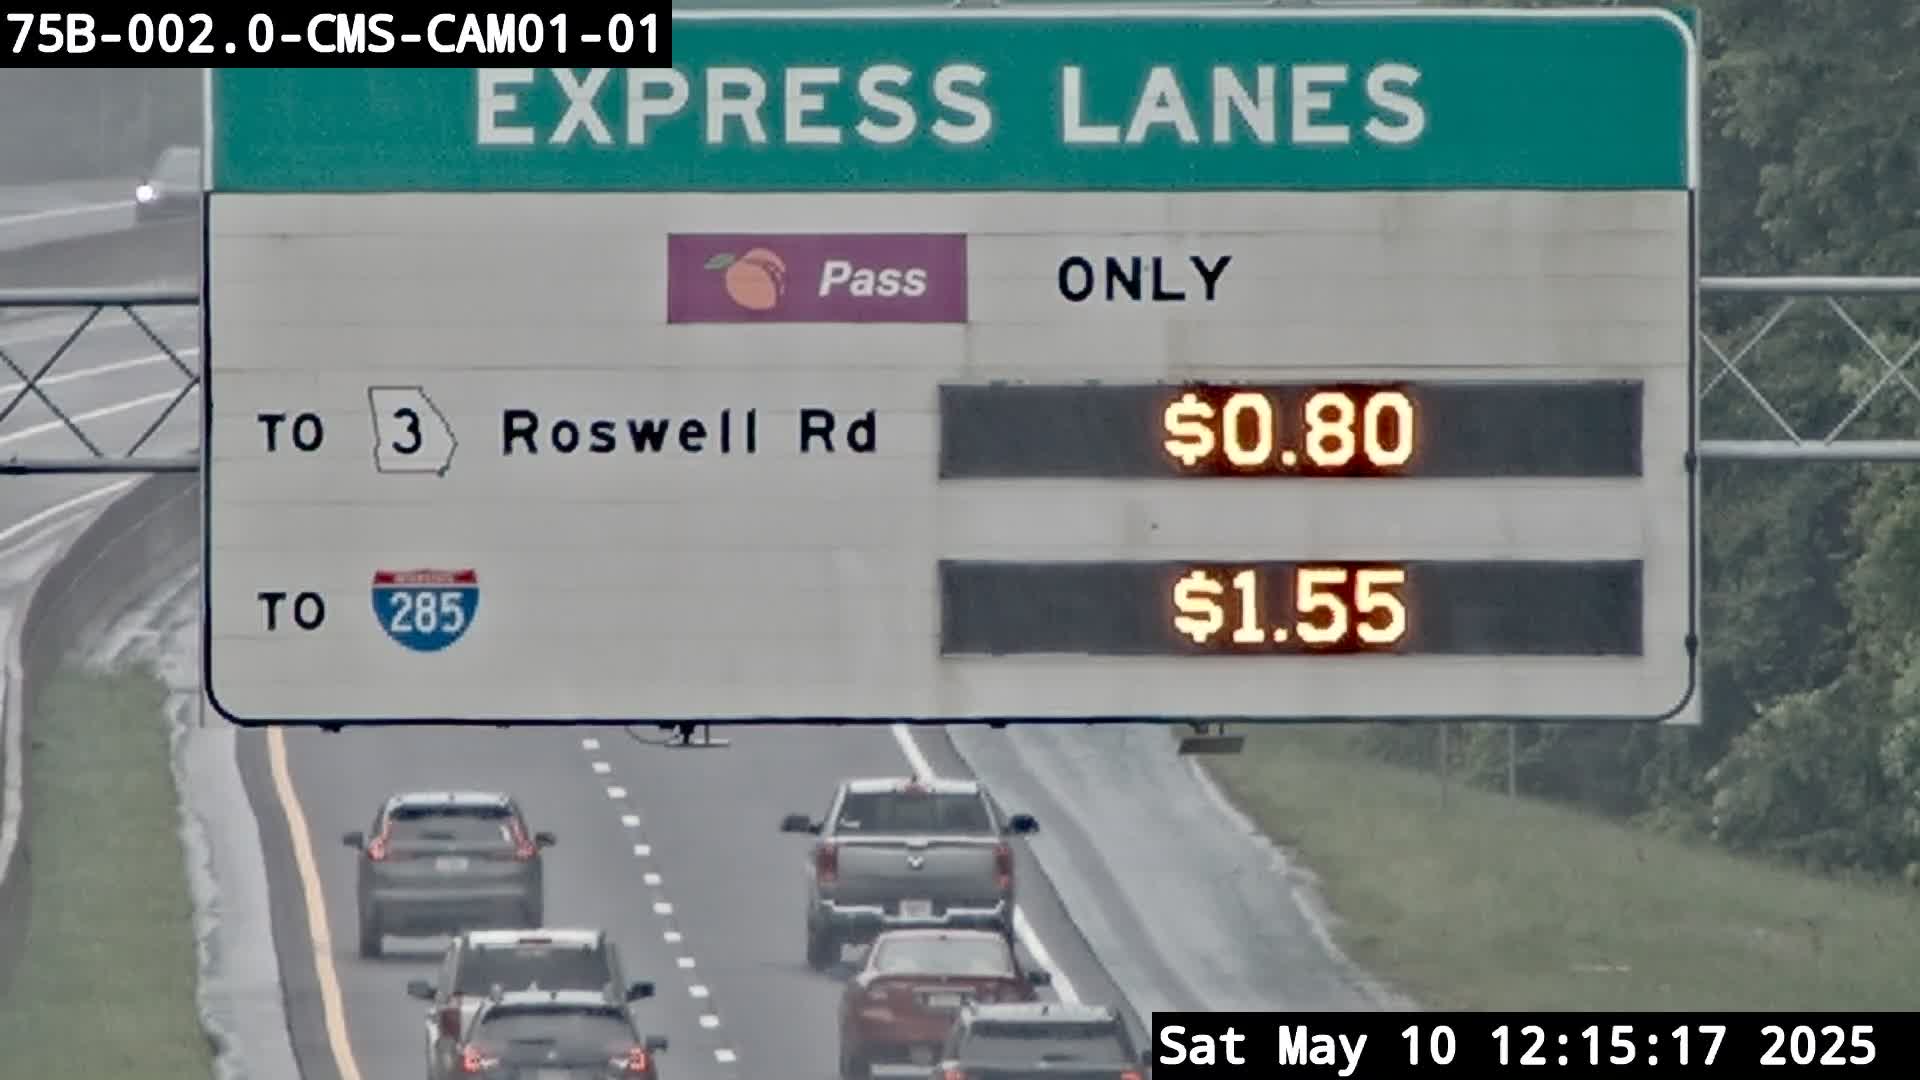 75B-002.0-CMS-CAM01-01
EXPRESS LANES
Pass ONLY
TO 3 Roswell Rd $0.80
TO 285 $1.55
Sat May 10 12:15:17 2025